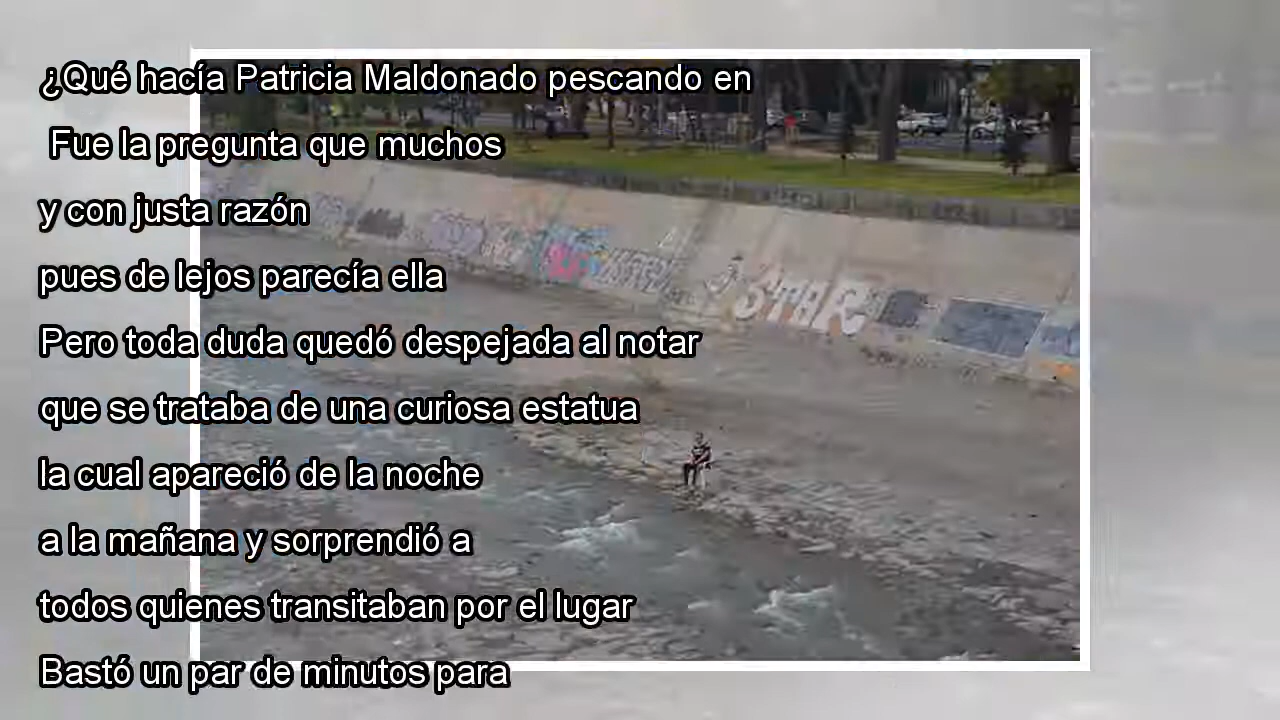 ¿Qué hacía Patricia Maldonado pescando en
Fue la pregunta que muchos
y con justa razón
pues de lejos parecía ella
Pero toda duda quedó despejada al notar
que se trataba de una curiosa estatua
la cual apareció de la noche
a la mañana y sorprendió a
todos quienes transitaban por el lugar
Bastó un par de minutos para
STAR